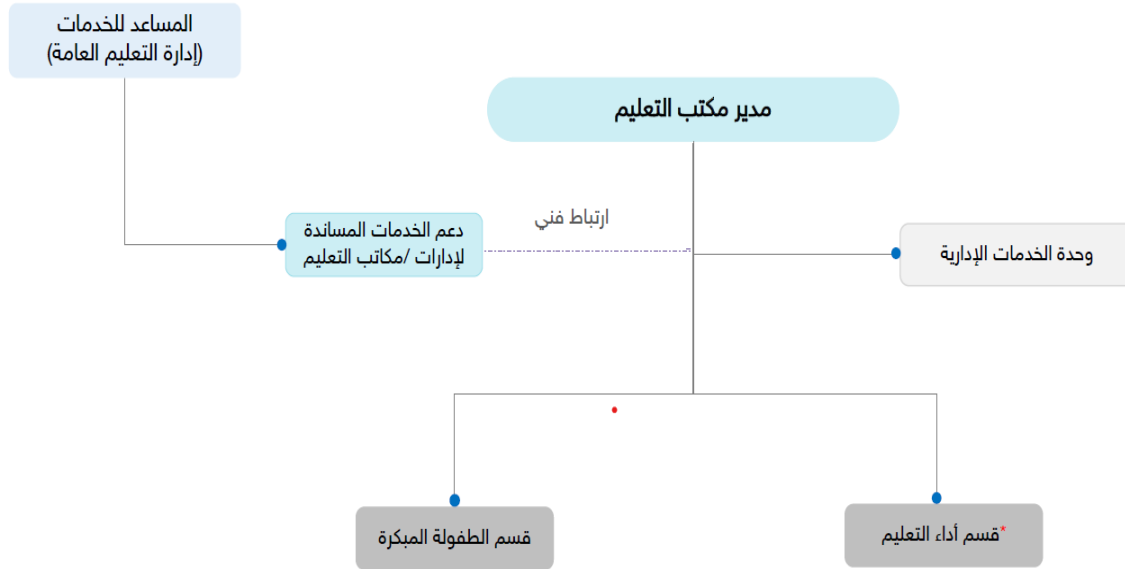 المساعد للخدمات
(إدارة التعليم العامة)
مدير مكتب التعليم
ارتباط فني
دعم الخدمات المساندة
لإدارات /مكاتب التعليم
وحدة الخدمات الإدارية
*قسم أداء التعليم
قسم الطفولة المبكرة